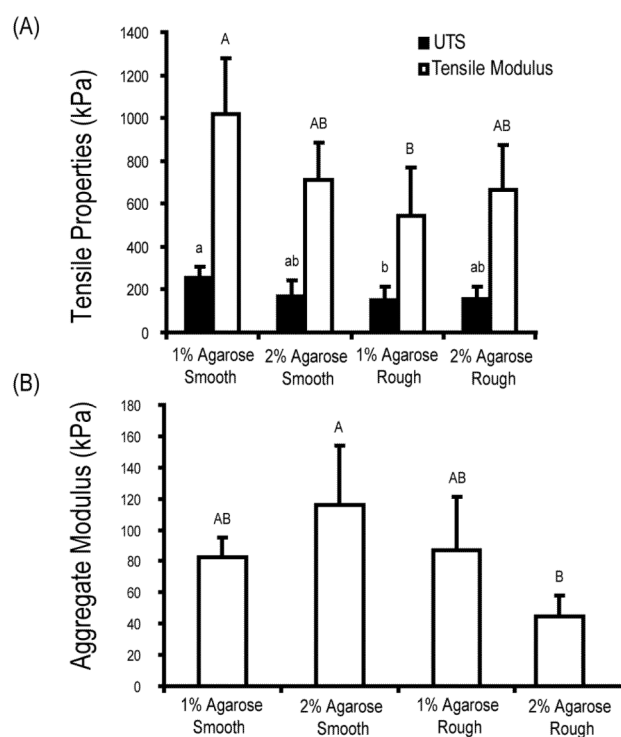 (A)
Tensile Properties (kPa)
1400
1200
1000
800
600
400
200
0
UTS
Tensile Modulus
A
AB
B
AB
a
ab
b
ab
1% Agarose
Smooth
2% Agarose
Smooth
1% Agarose
Rough
2% Agarose
Rough
(B)
Aggregate Modulus (kPa)
180
160
140
120
100
80
60
40
20
0
AB
A
AB
B
1% Agarose
Smooth
2% Agarose
Smooth
1% Agarose
Rough
2% Agarose
Rough